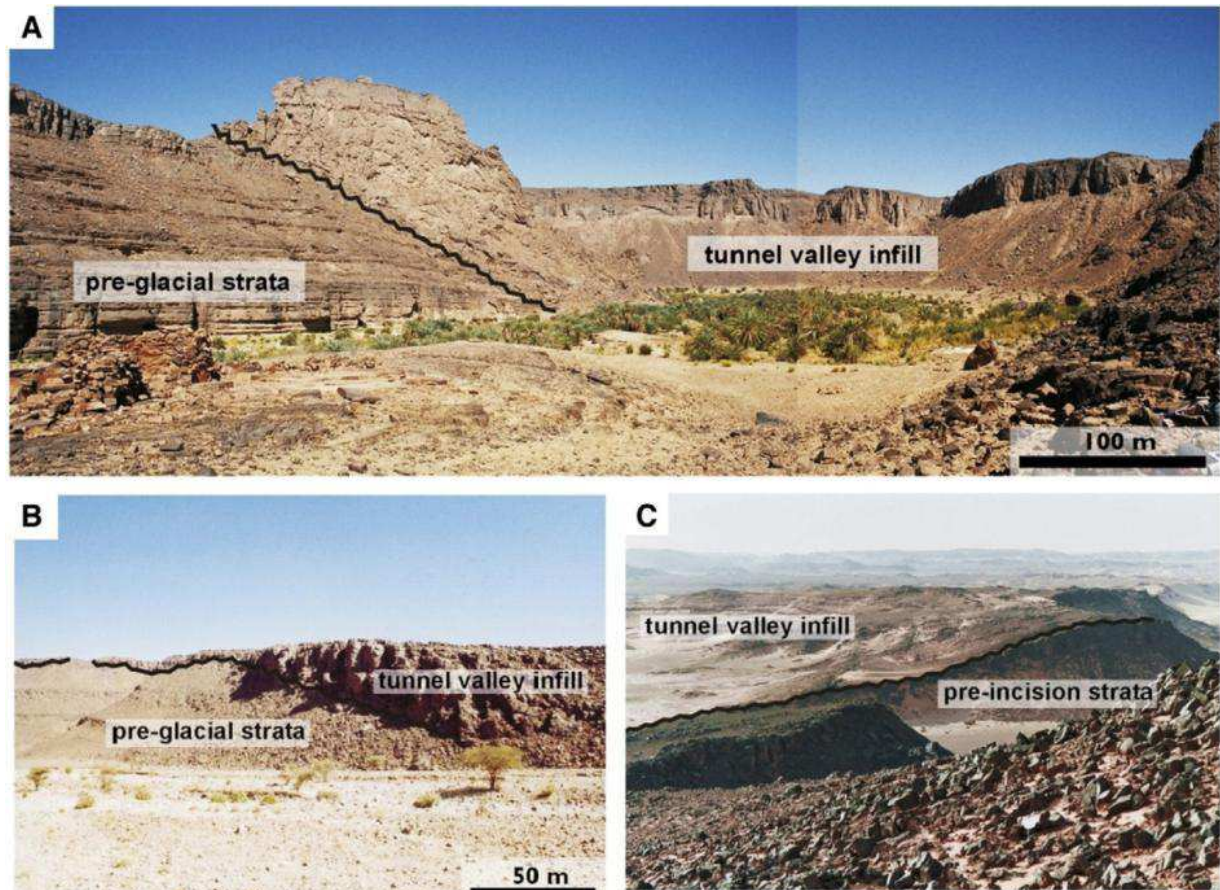 A
pre-glacial strata
tunnel valley infill
100 m
B
tunnel valley infill
pre-glacial strata
50 m
C
tunnel valley infill
pre-incision strata